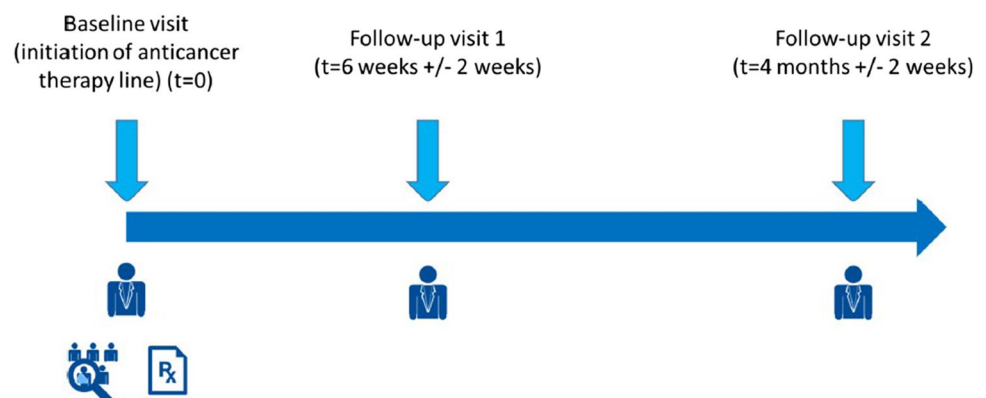 Baseline visit
(initiation of anticancer
therapy line) (t=0)
Follow-up visit 1
(t=6 weeks +/- 2 weeks)
Follow-up visit 2
(t=4 months +/- 2 weeks)
Rx